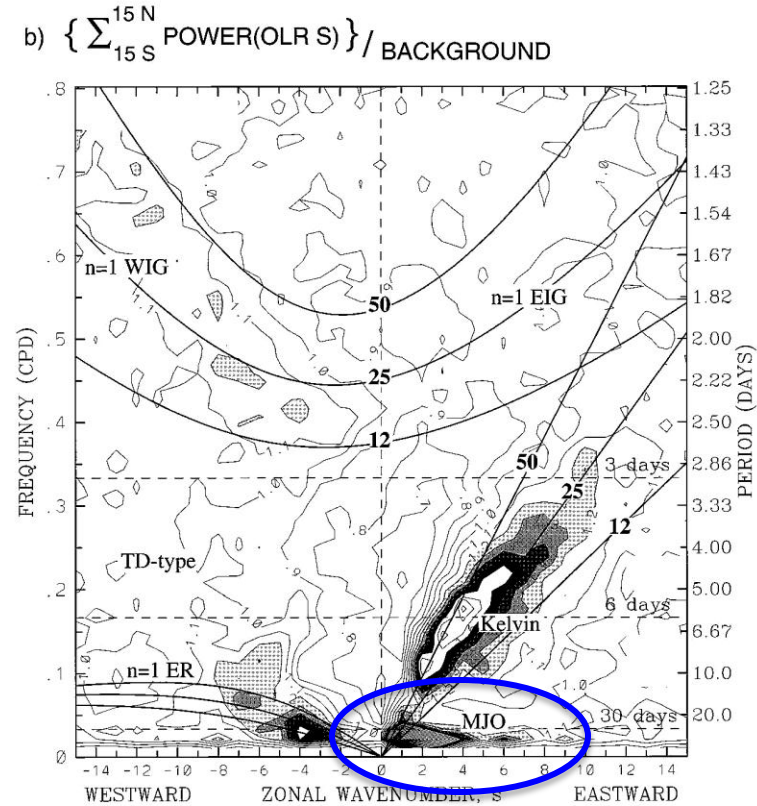 b) { ∑ 15 N 15 S POWER(OLR S) } / BACKGROUND
.8
.7
.6
.5
.4
.3
.2
.1
0
FREQUENCY (CPD)
1.25
1.33
1.43
1.54
1.67
1.82
2.00
2.22
2.50
2.86
3.33
4.00
5.00
6.67
10.0
20.0
PERIOD (DAYS)
n=1 WIG
n=1 EIG
50
25
12
50
25
12
3 days
TD-type
6 days
Kelvin
n=1 ER
MJO
30 days
-14 -12 -10 -8 -6 -4 -2 0 2 4 6 8 10 12 14
WESTWARD ZONAL WAVENUMBER, S EASTWARD